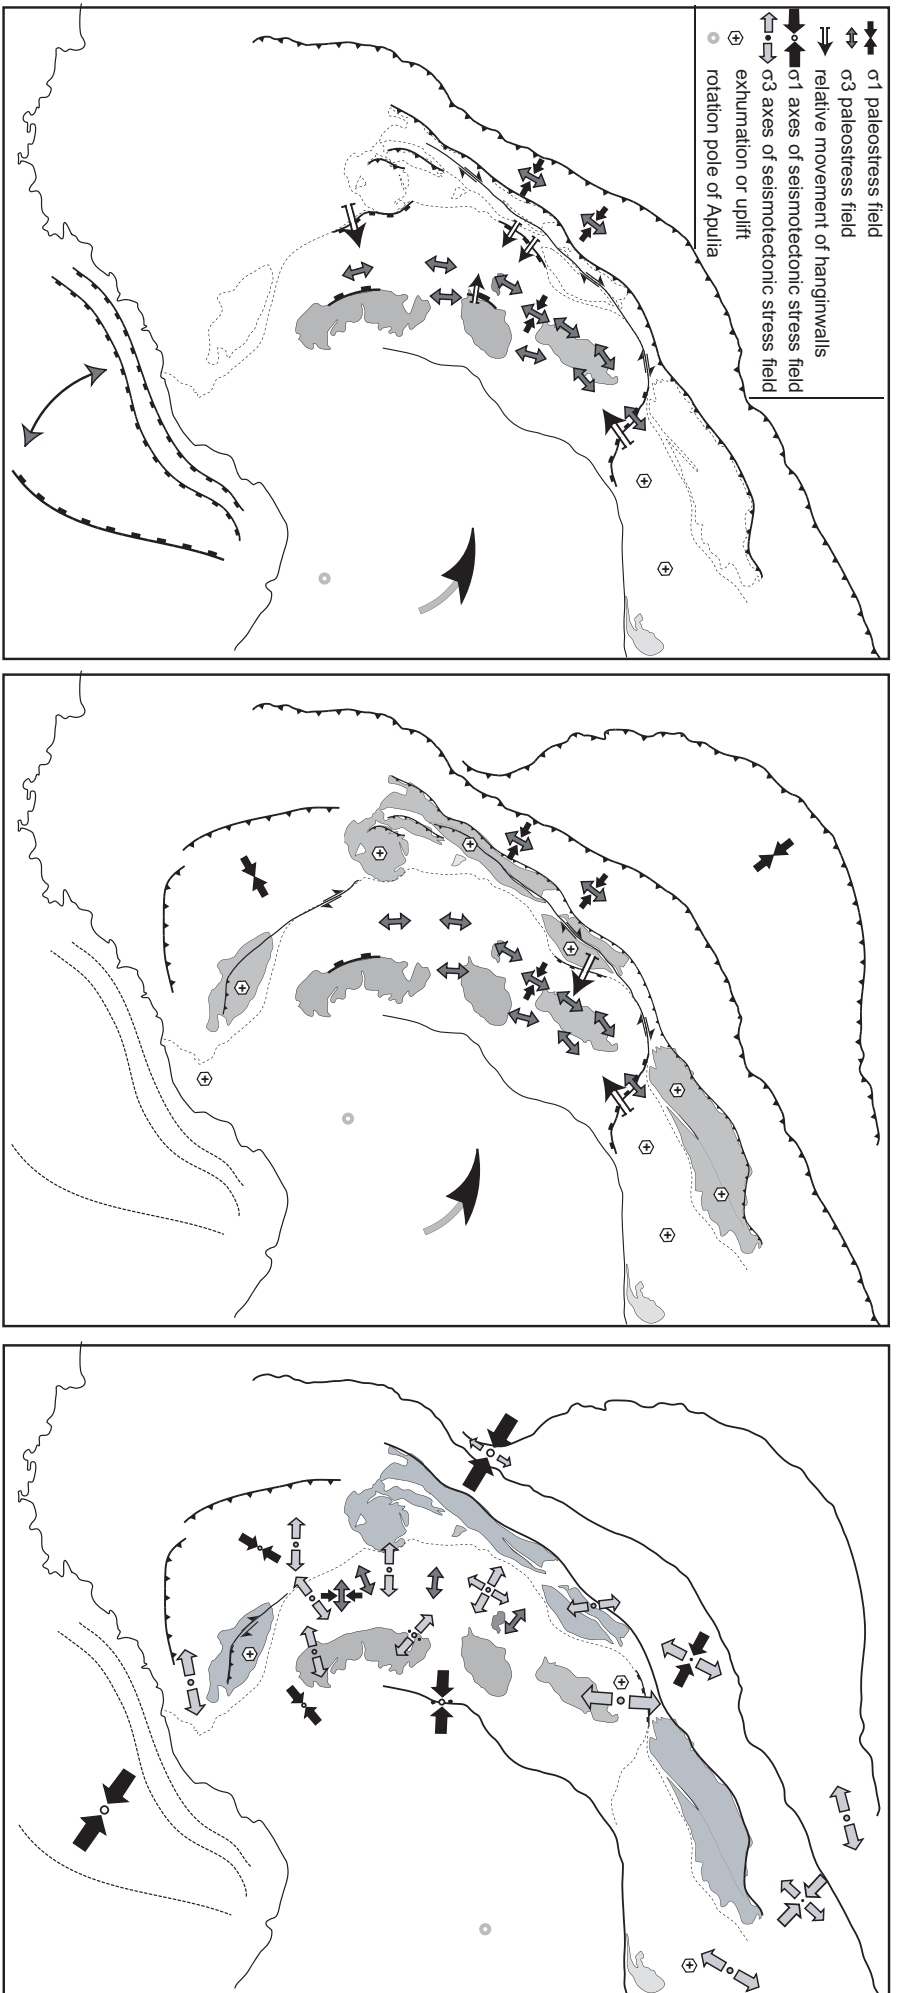 σ1 paleostress field
σ3 paleostress field
relative movement of hanginwalls
σ1 axes of seismotectonic stress field
σ3 axes of seismotectonic stress field
exhumation or uplift
rotation pole of Apulia